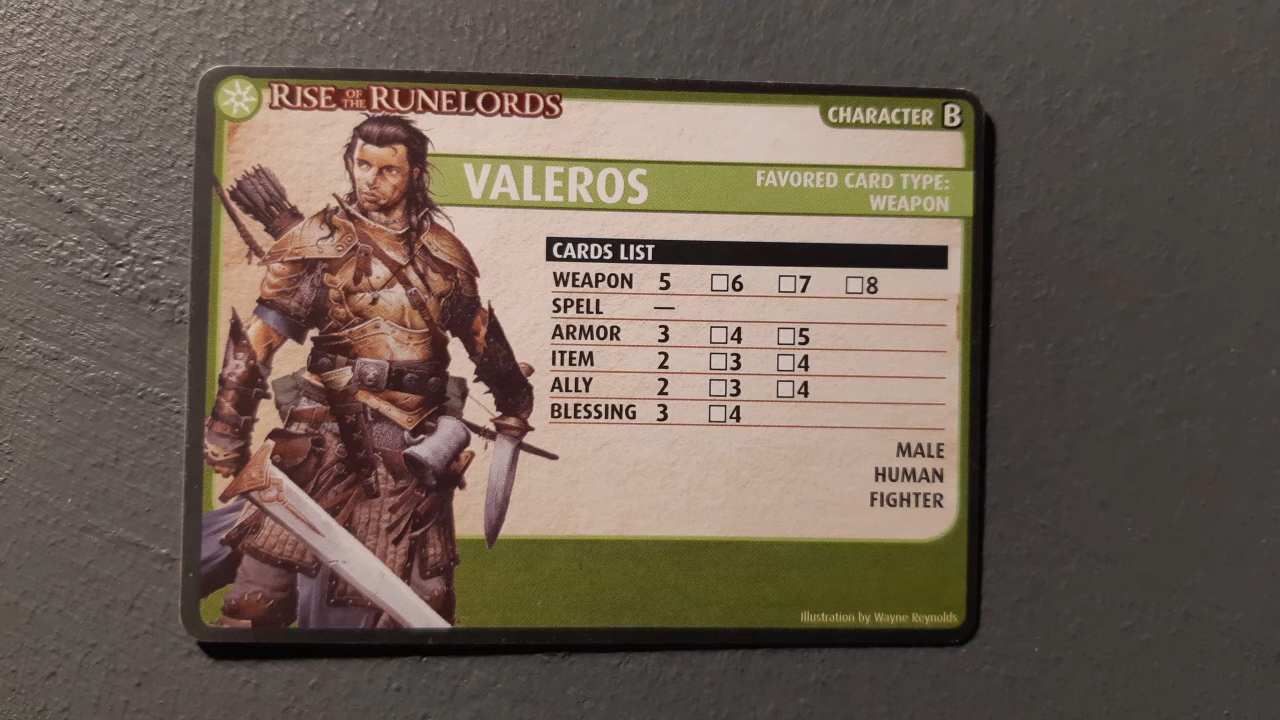 RISE OF THE RUNELORDS
CHARACTER B
VALEROS
FAVORED CARD TYPE:
WEAPON
CARDS LIST
WEAPON 5 □6 □7 □8
SPELL —
ARMOR 3 □4 □5
ITEM 2 □3 □4
ALLY 2 □3 □4
BLESSING 3 □4
MALE
HUMAN
FIGHTER
Illustration by Wayne Reynolds